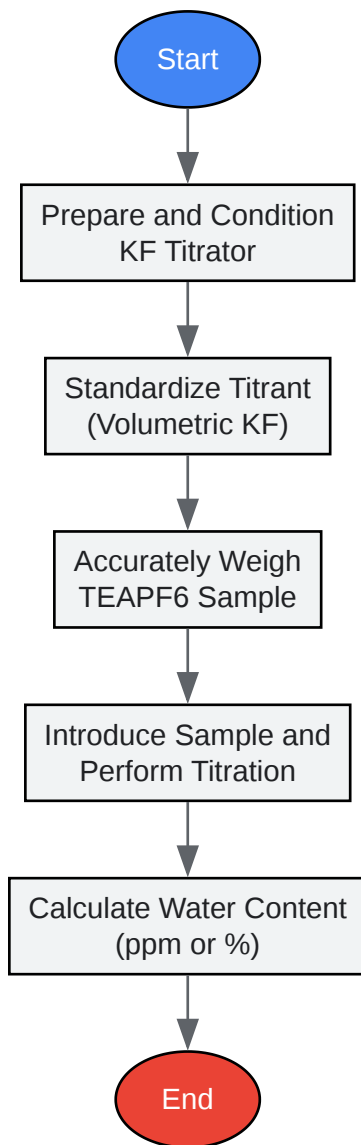 Start
Prepare and Condition
KF Titrator
Standardize Titrant
(Volumetric KF)
Accurately Weigh
TEAPF6 Sample
Introduce Sample and
Perform Titration
Calculate Water Content
(ppm or %)
End